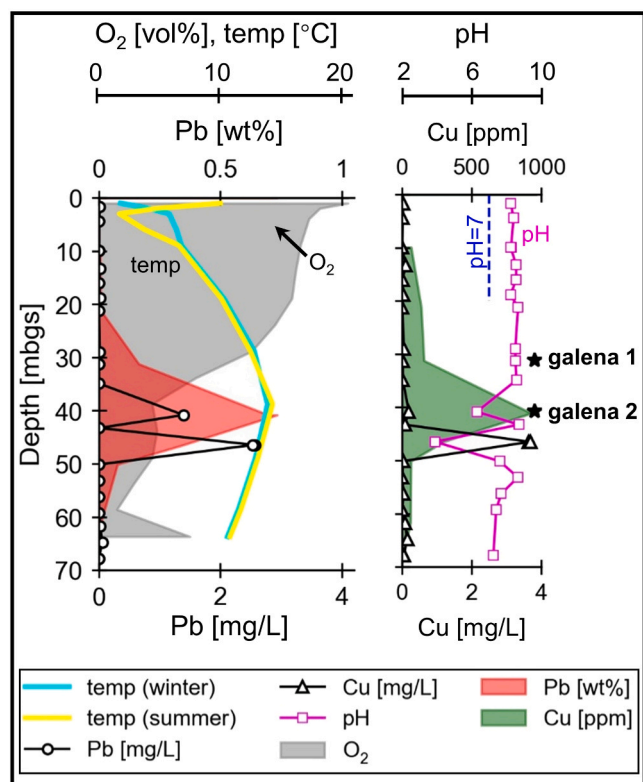 O₂ [vol%], temp [°C]
pH
0 10 20
2 6 10
Pb [wt%]
Cu [ppm]
0 0.5 1
0 500 1000
0
10
20
30
40
50
60
70
Depth [mbgs]
temp
O₂
pH=7
pH
galena 1
galena 2
0 2 4
0 2 4
Pb [mg/L]
Cu [mg/L]
temp (winter) Cu [mg/L] Pb [wt%]
temp (summer) pH Cu [ppm]
Pb [mg/L] O₂